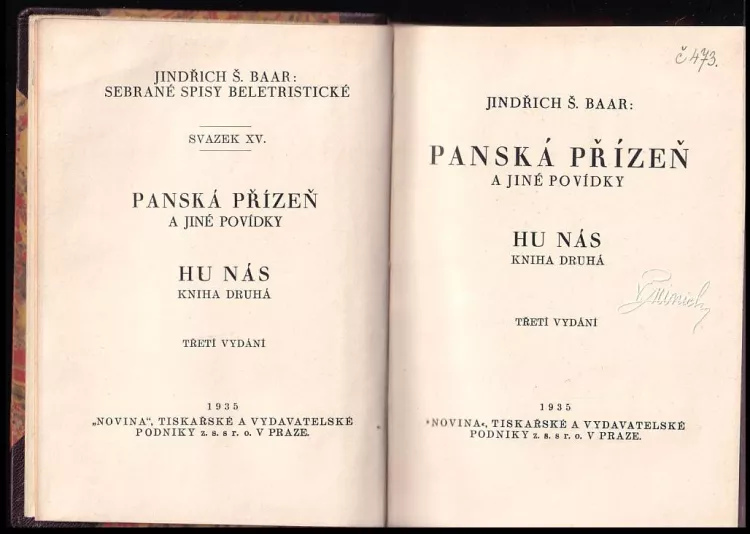 JINDŘICH Š. BAAR:
SEBRANÉ SPISY BELETRISTICKÉ
SVAZEK XV.
PANSKÁ PŘÍZEŇ
A JINÉ POVÍDKY
HU NÁS
KNIHA DRUHÁ
TŘETÍ VYDÁNÍ
1935
„NOVINA“, TISKAŘSKÉ A VYDAVATELSKÉ
PODNIKY z. s. s r. o. V PRAZE.
č 473.
JINDŘICH Š. BAAR:
PANSKÁ PŘÍZEŇ
A JINÉ POVÍDKY
HU NÁS
KNIHA DRUHÁ
TŘETÍ VYDÁNÍ
1935
»NOVINA«, TISKAŘSKÉ A VYDAVATELSKÉ
PODNIKY z. s. s r. o. V PRAZE.